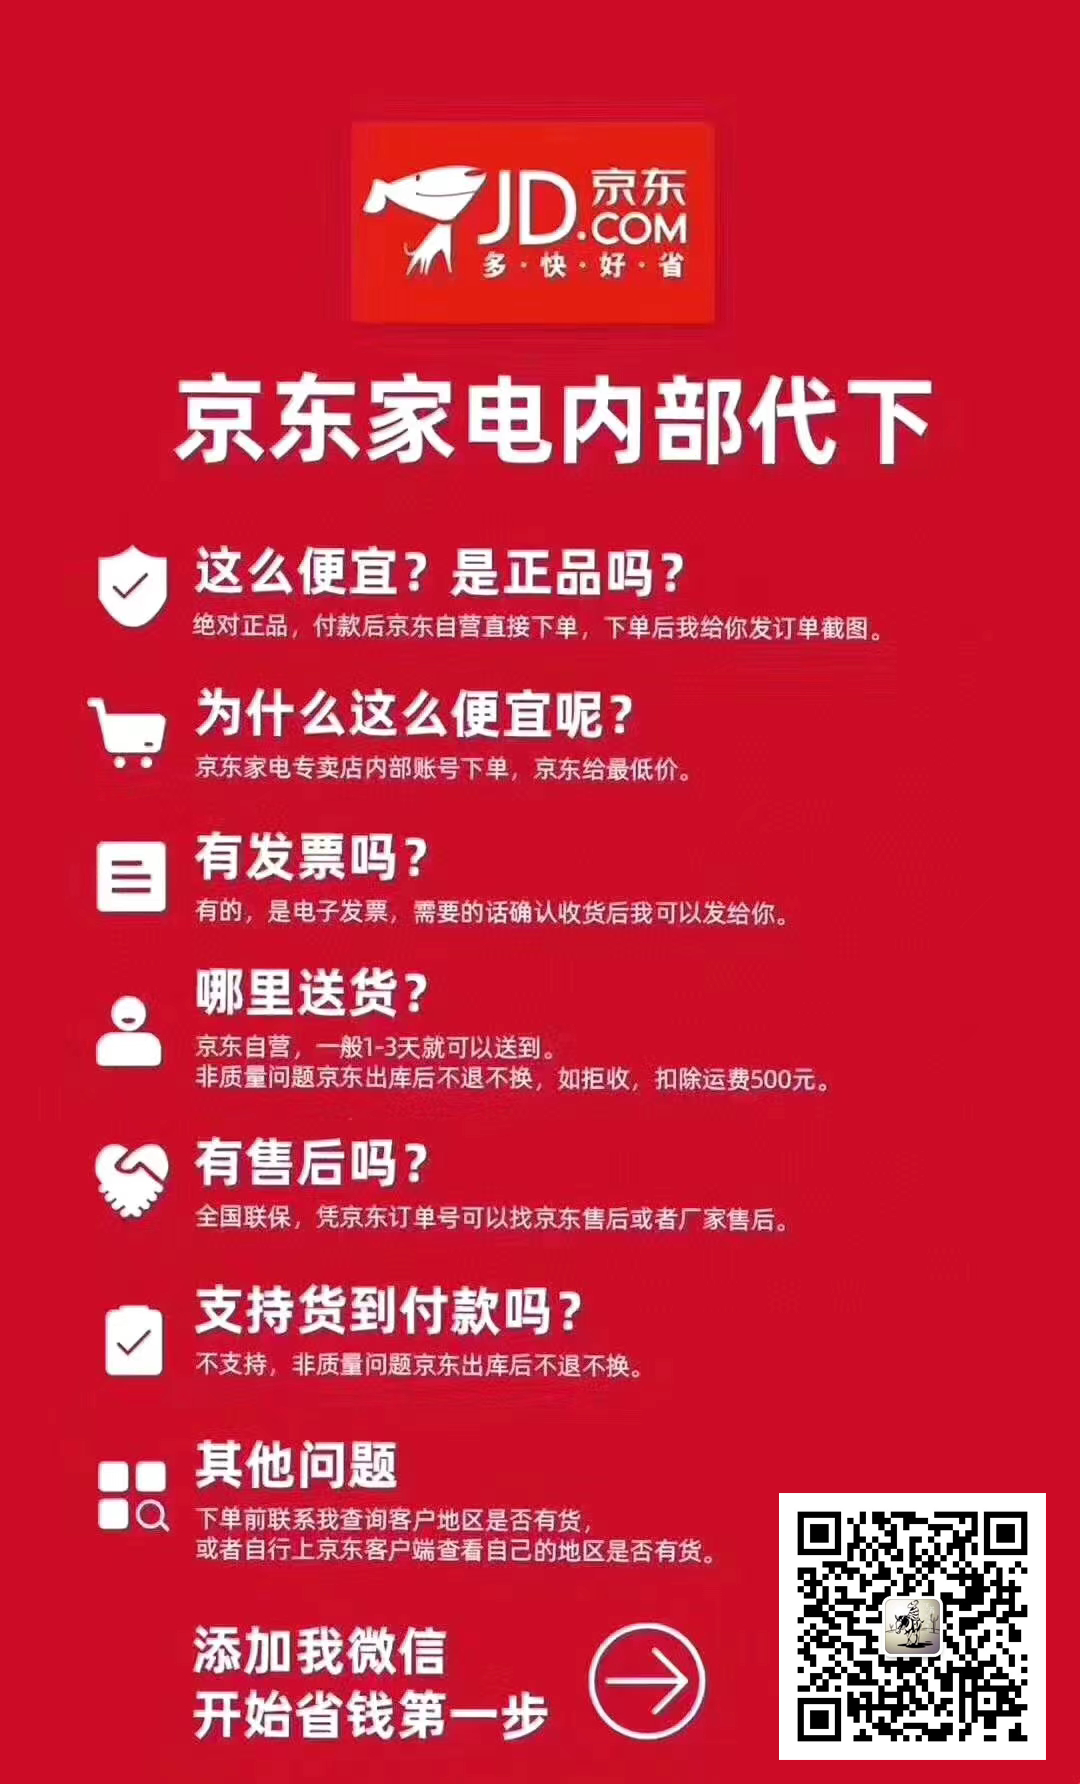 JD.京东
.COM
多·快·好·省
京东家电内部代下
这么便宜？是正品吗？
绝对正品，付款后京东自营直接下单，下单后我给你发订单截图。
为什么这么便宜呢？
京东家电专卖店内部账号下单，京东给最低价。
有发票吗？
有的，是电子发票，需要的话确认收货后我可以发给你。
哪里送货？
京东自营，一般1-3天就可以送到。
非质量问题京东出库后不退不换，如拒收，扣除运费500元。
有售后吗？
全国联保，凭京东订单号可以找京东售后或者厂家售后。
支持货到付款吗？
不支持，非质量问题京东出库后不退不换。
其他问题
下单前联系我查询客户地区是否有货，
或者自行上京东客户端查看自己的地区是否有货。
添加我微信
开始省钱第一步